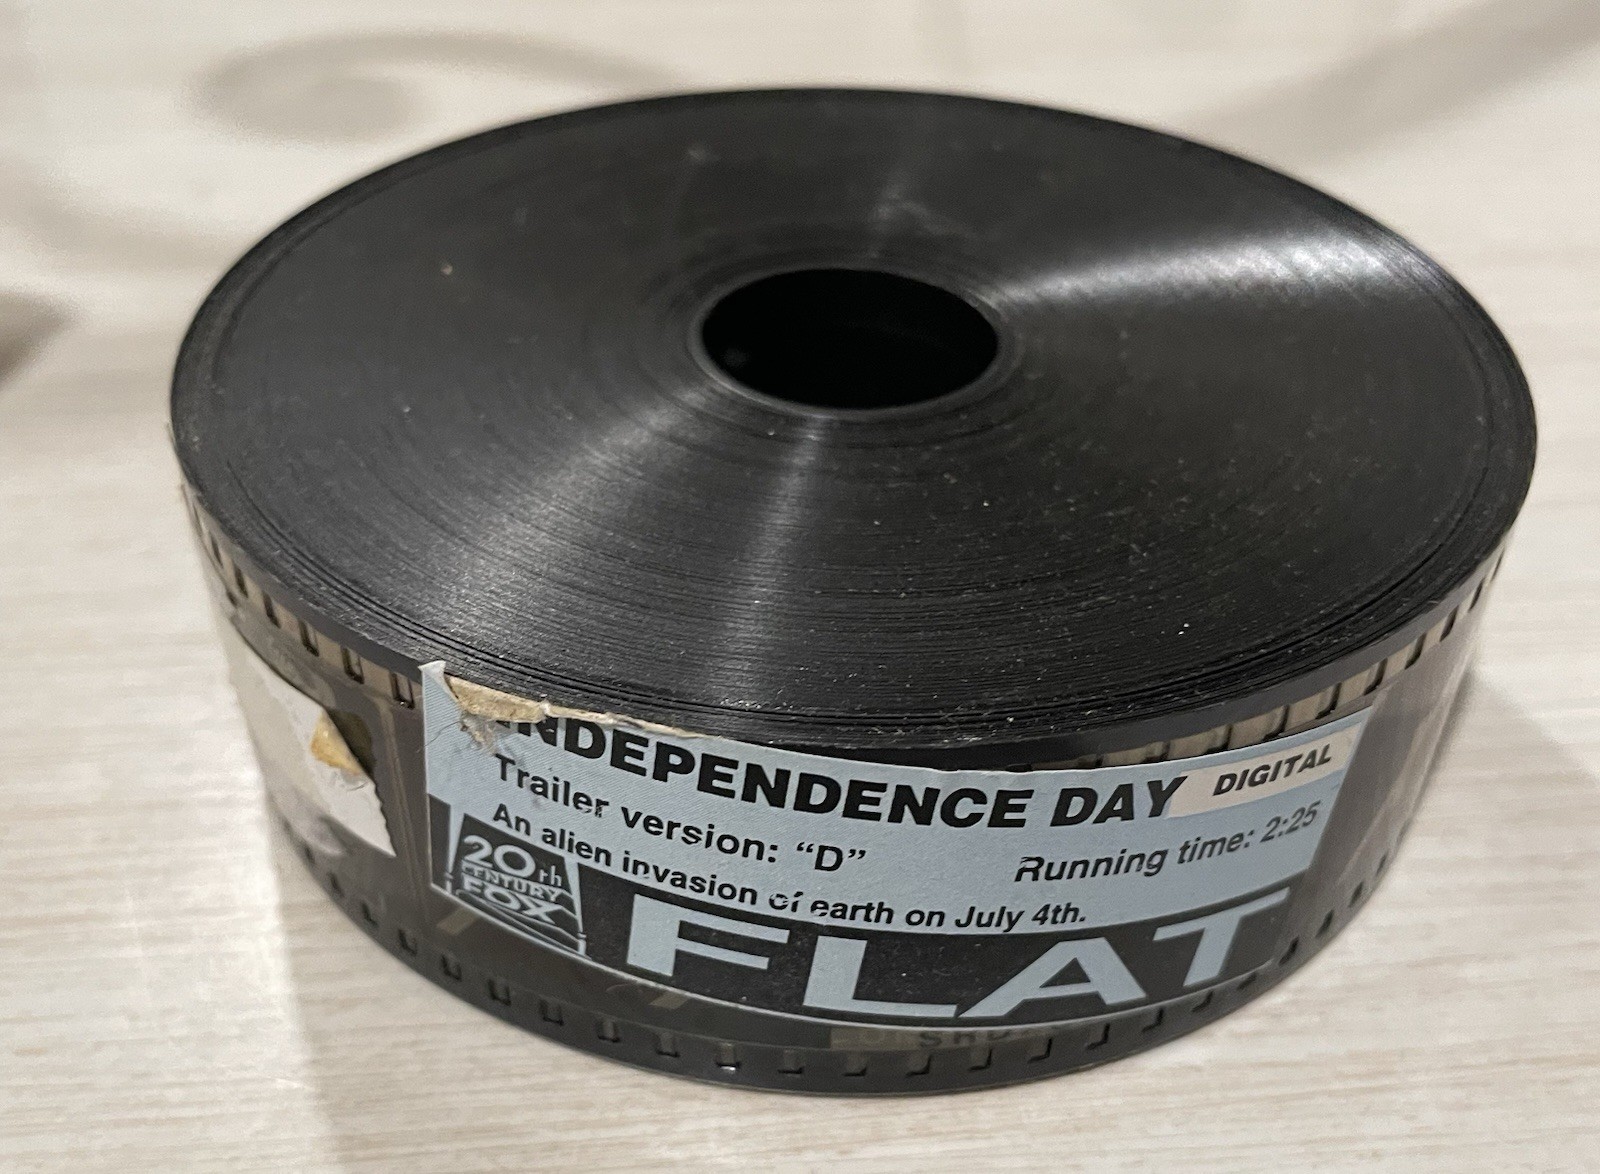 INDEPENDENCE DAY DIGITAL
Trailer version: “D”
Running time: 2:25
An alien invasion of earth on July 4th.
20th
CENTURY
FOX
FLAT